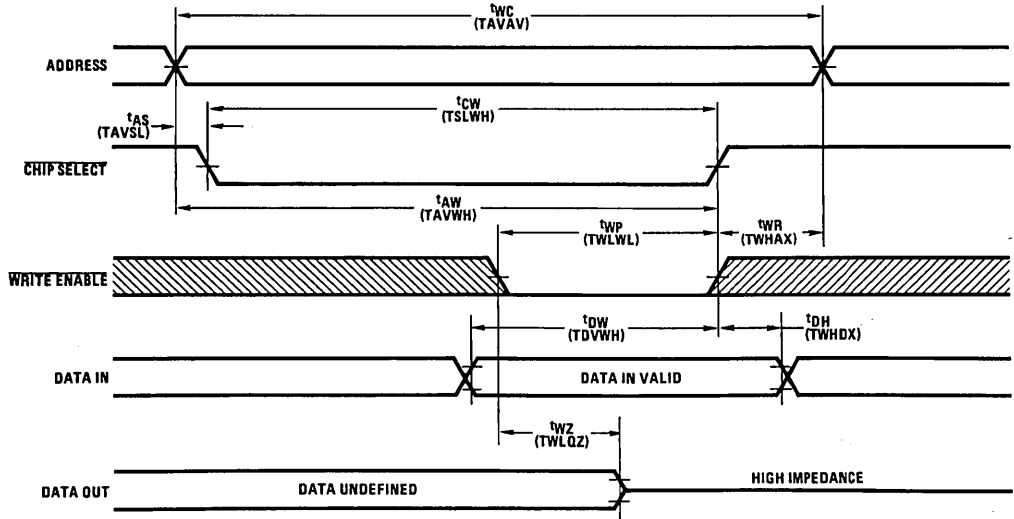 tWC
(TAVAV)
ADDRESS
tCW
(TSLWH)
tAS
(TAVSL)
CHIP SELECT
tAW
(TAVWH)
tWP
(TWLWL)
tWR
(TWHAX)
WRITE ENABLE
tDW
(TDVWH)
tDH
(TWHDX)
DATA IN
DATA IN VALID
tWZ
(TWLQZ)
DATA OUT
DATA UNDEFINED
HIGH IMPEDANCE